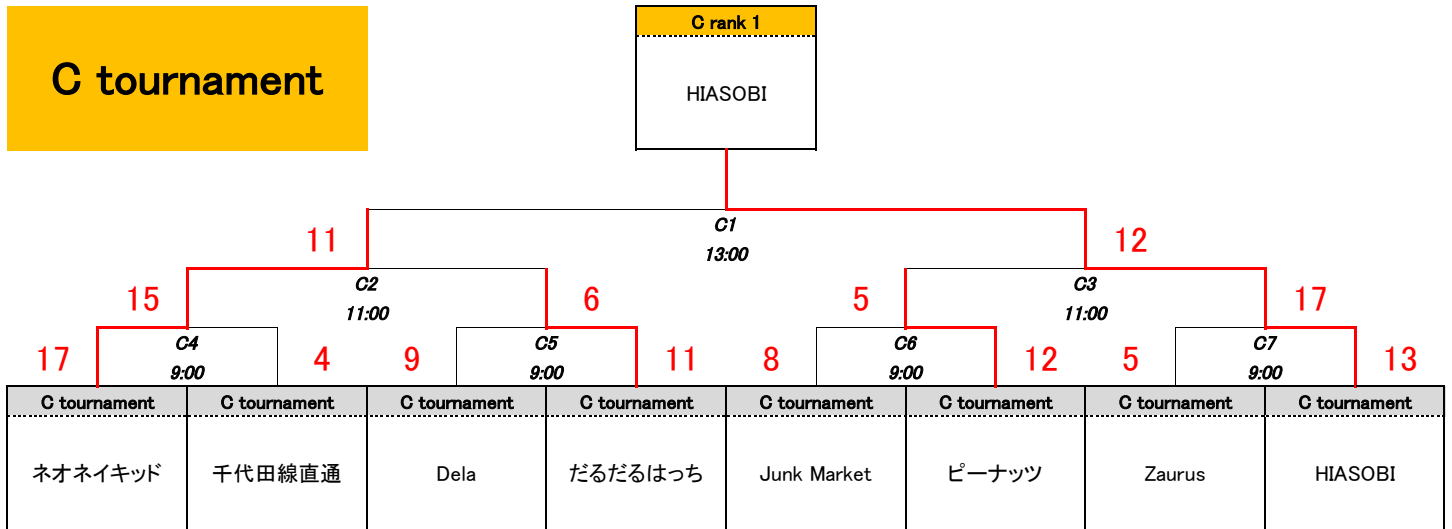 C tournament
C rank 1
HIASOBI
C1
11 12
13:00
C2 C3
15 6 5 17
11:00 11:00
C4 C5 C6 C7
17 4 9 11 8 12 5 13
9:00 9:00 9:00 9:00
C tournament C tournament C tournament C tournament C tournament C tournament C tournament C tournament
ネオネイキッド 千代田線直通 Dela だるだるはっち Junk Market ピーナッツ Zaurus HIASOBI